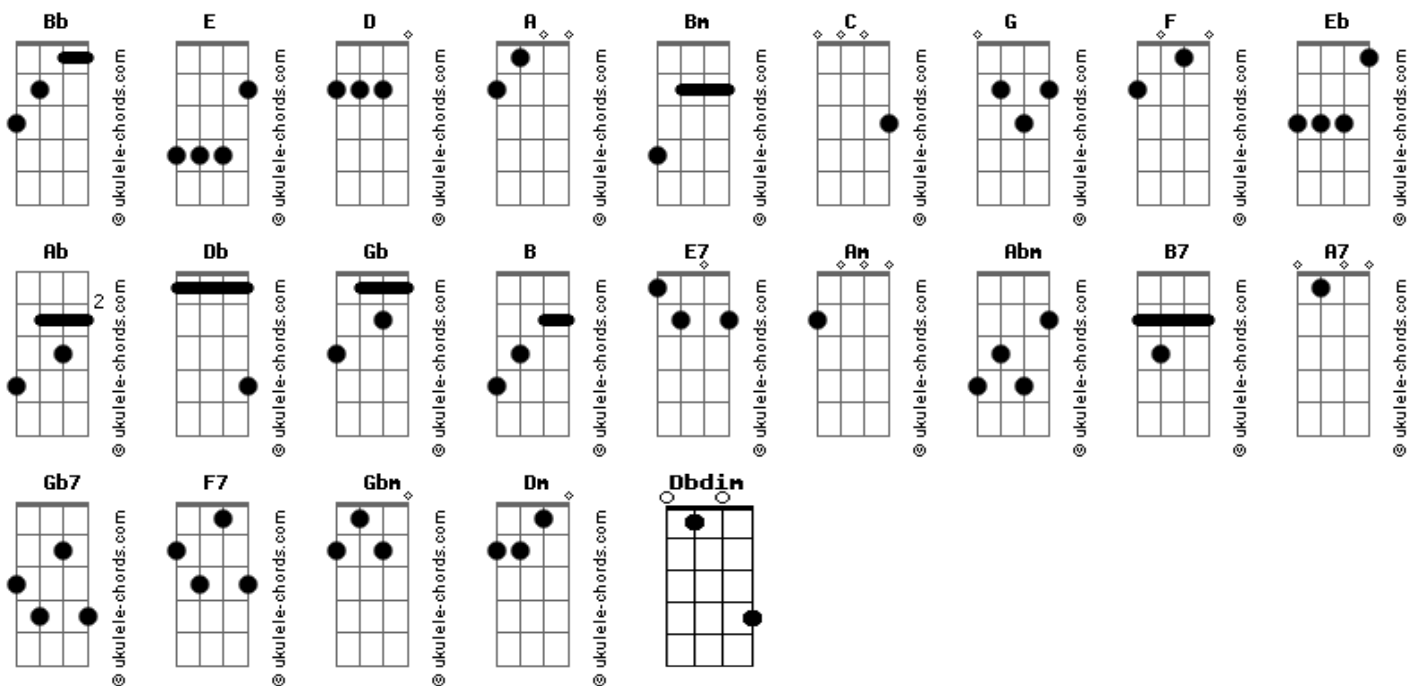 Bb E D A Bm C G F Eb
© ukulele-chords.com © ukulele-chords.com © ukulele-chords.com © ukulele-chords.com © ukulele-chords.com © ukulele-chords.com © ukulele-chords.com © ukulele-chords.com © ukulele-chords.com
Ab Db Gb B E7 Am Abm B7 A7
2
© ukulele-chords.com © ukulele-chords.com © ukulele-chords.com © ukulele-chords.com © ukulele-chords.com © ukulele-chords.com © ukulele-chords.com © ukulele-chords.com © ukulele-chords.com
Gb7 F7 Gbm Dm Dbdim
© ukulele-chords.com © ukulele-chords.com © ukulele-chords.com © ukulele-chords.com